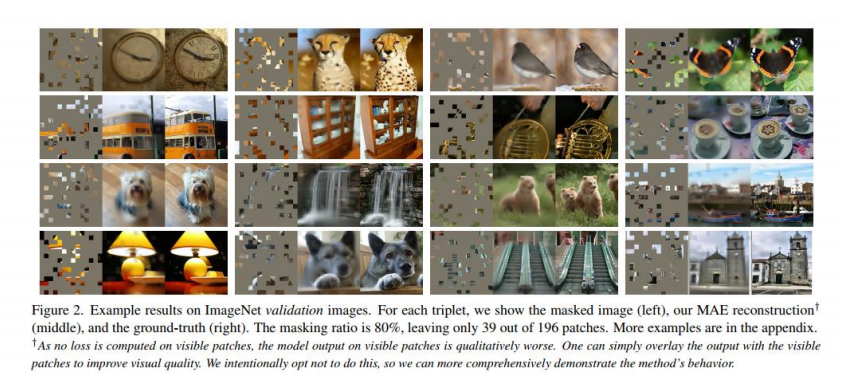 Figure 2. Example results on ImageNet validation images. For each triplet, we show the masked image (left), our MAE reconstruction†
(middle), and the ground-truth (right). The masking ratio is 80%, leaving only 39 out of 196 patches. More examples are in the appendix.
†As no loss is computed on visible patches, the model output on visible patches is qualitatively worse. One can simply overlay the output with the visible
patches to improve visual quality. We intentionally opt not to do this, so we can more comprehensively demonstrate the method's behavior.